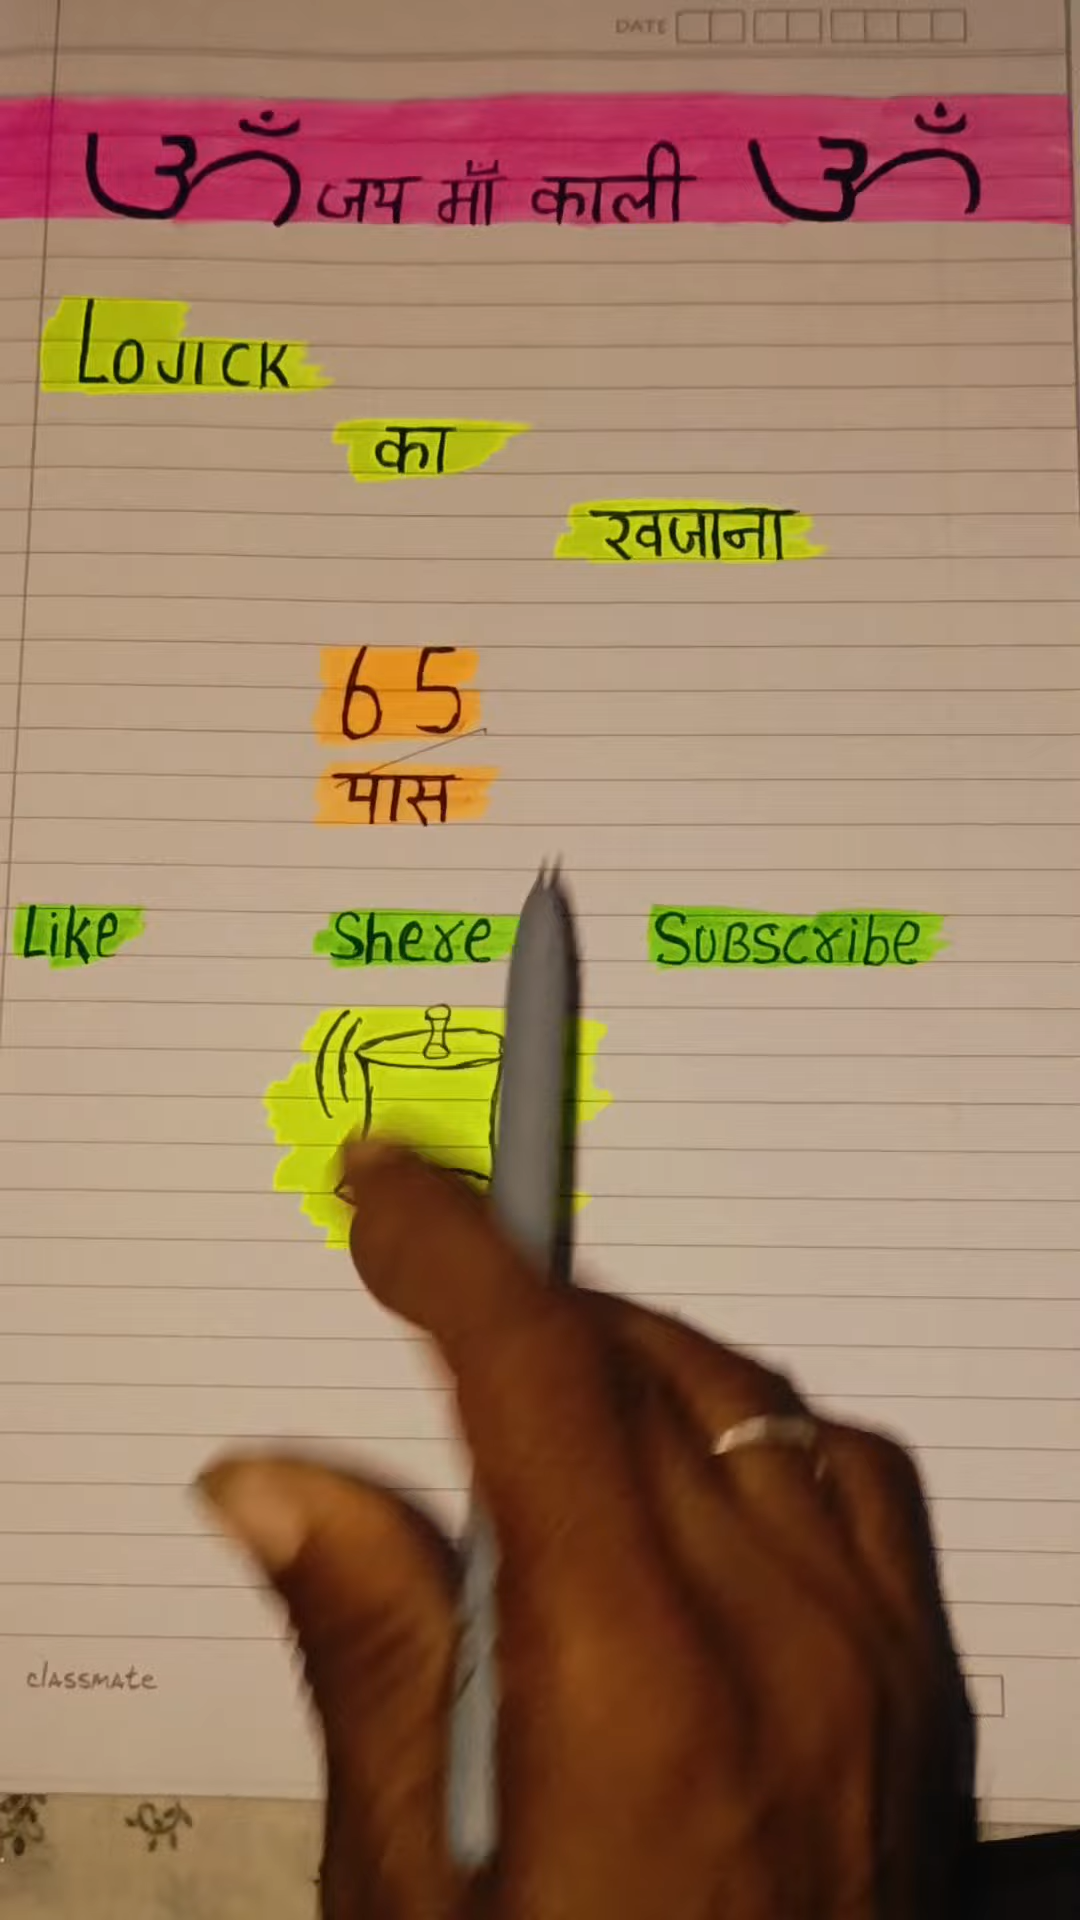 DATE
ॐ जय माँ काली ॐ
LOJICK
का
खजाना
65
पास
Like Shere SUBSCribe
classmate